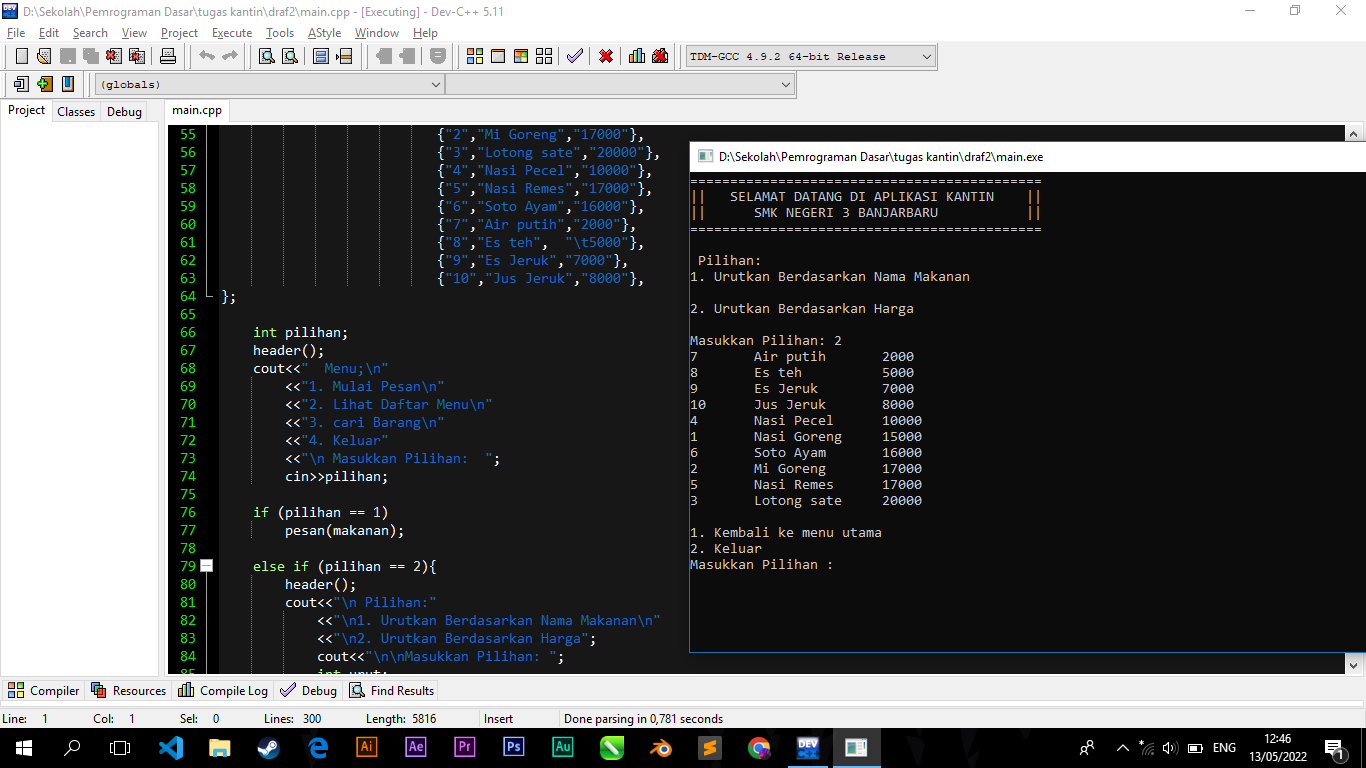 D:\Sekolah\Pemrograman Dasar\tugas kantin\draf2\main.cpp - [Executing] - Dev-C++ 5.11
File Edit Search View Project Execute Tools AStyle Window Help
TDM-GCC 4.9.2 64-bit Release
(globals)
Project Classes Debug
main.cpp
55 {"2","Mi Goreng","17000"},
56 {"3","Lotong sate","20000"},
57 {"4","Nasi Pecel","10000"},
58 {"5","Nasi Remes","17000"},
59 {"6","Soto Ayam","16000"},
60 {"7","Air putih","2000"},
61 {"8","Es teh",  "\t5000"},
62 {"9","Es Jeruk","7000"},
63 {"10","Jus Jeruk","8000"},
64 };
65
66 int pilihan;
67 header();
68 cout<<"  Menu;\n"
69 <<"1. Mulai Pesan\n"
70 <<"2. Lihat Daftar Menu\n"
71 <<"3. cari Barang\n"
72 <<"4. Keluar"
73 <<"\n Masukkan Pilihan:  ";
74 cin>>pilihan;
75
76 if (pilihan == 1)
77 pesan(makanan);
78
79 else if (pilihan == 2){
80 header();
81 cout<<"\n Pilihan:"
82 <<"\n1. Urutkan Berdasarkan Nama Makanan\n"
83 <<"\n2. Urutkan Berdasarkan Harga";
84 cout<<"\n\nMasukkan Pilihan: ";
85 int urut;
D:\Sekolah\Pemrograman Dasar\tugas kantin\draf2\main.exe
============================================
||   SELAMAT DATANG DI APLIKASI KANTIN    ||
||      SMK NEGERI 3 BANJARBARU           ||
============================================
Pilihan:
1. Urutkan Berdasarkan Nama Makanan
2. Urutkan Berdasarkan Harga
Masukkan Pilihan: 2
7 Air putih 2000
8 Es teh 5000
9 Es Jeruk 7000
10 Jus Jeruk 8000
4 Nasi Pecel 10000
1 Nasi Goreng 15000
6 Soto Ayam 16000
2 Mi Goreng 17000
5 Nasi Remes 17000
3 Lotong sate 20000
1. Kembali ke menu utama
2. Keluar
Masukkan Pilihan :
Compiler Resources Compile Log Debug Find Results
Line: 1 Col: 1 Sel: 0 Lines: 300 Length: 5816 Insert Done parsing in 0,781 seconds
Ai Ae Pr Ps Au DEV ENG 12:46
13/05/2022 1